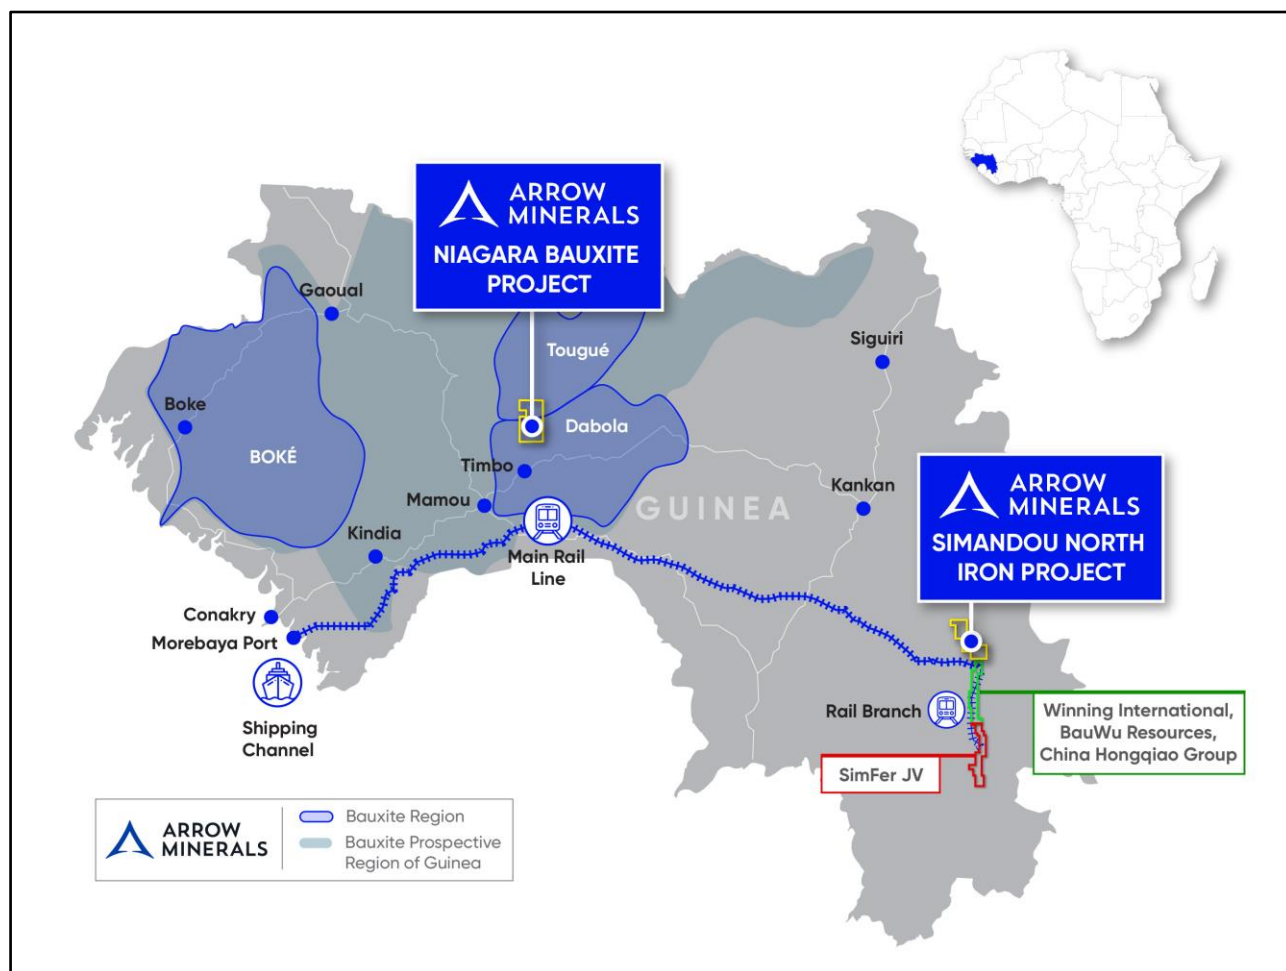 ARROW
MINERALS
NIAGARA BAUXITE
PROJECT
Gaoual
Tougué
Siguiri
Boke
Dabola
BOKÉ
Timbo
Mamou
Kankan
GUINEA
ARROW
MINERALS
SIMANDOU NORTH
IRON PROJECT
Kindia
Main Rail
Line
Conakry
Morebaya Port
Shipping
Channel
Rail Branch
Winning International,
BauWu Resources,
China Hongqiao Group
SimFer JV
ARROW
MINERALS
Bauxite Region
Bauxite Prospective
Region of Guinea